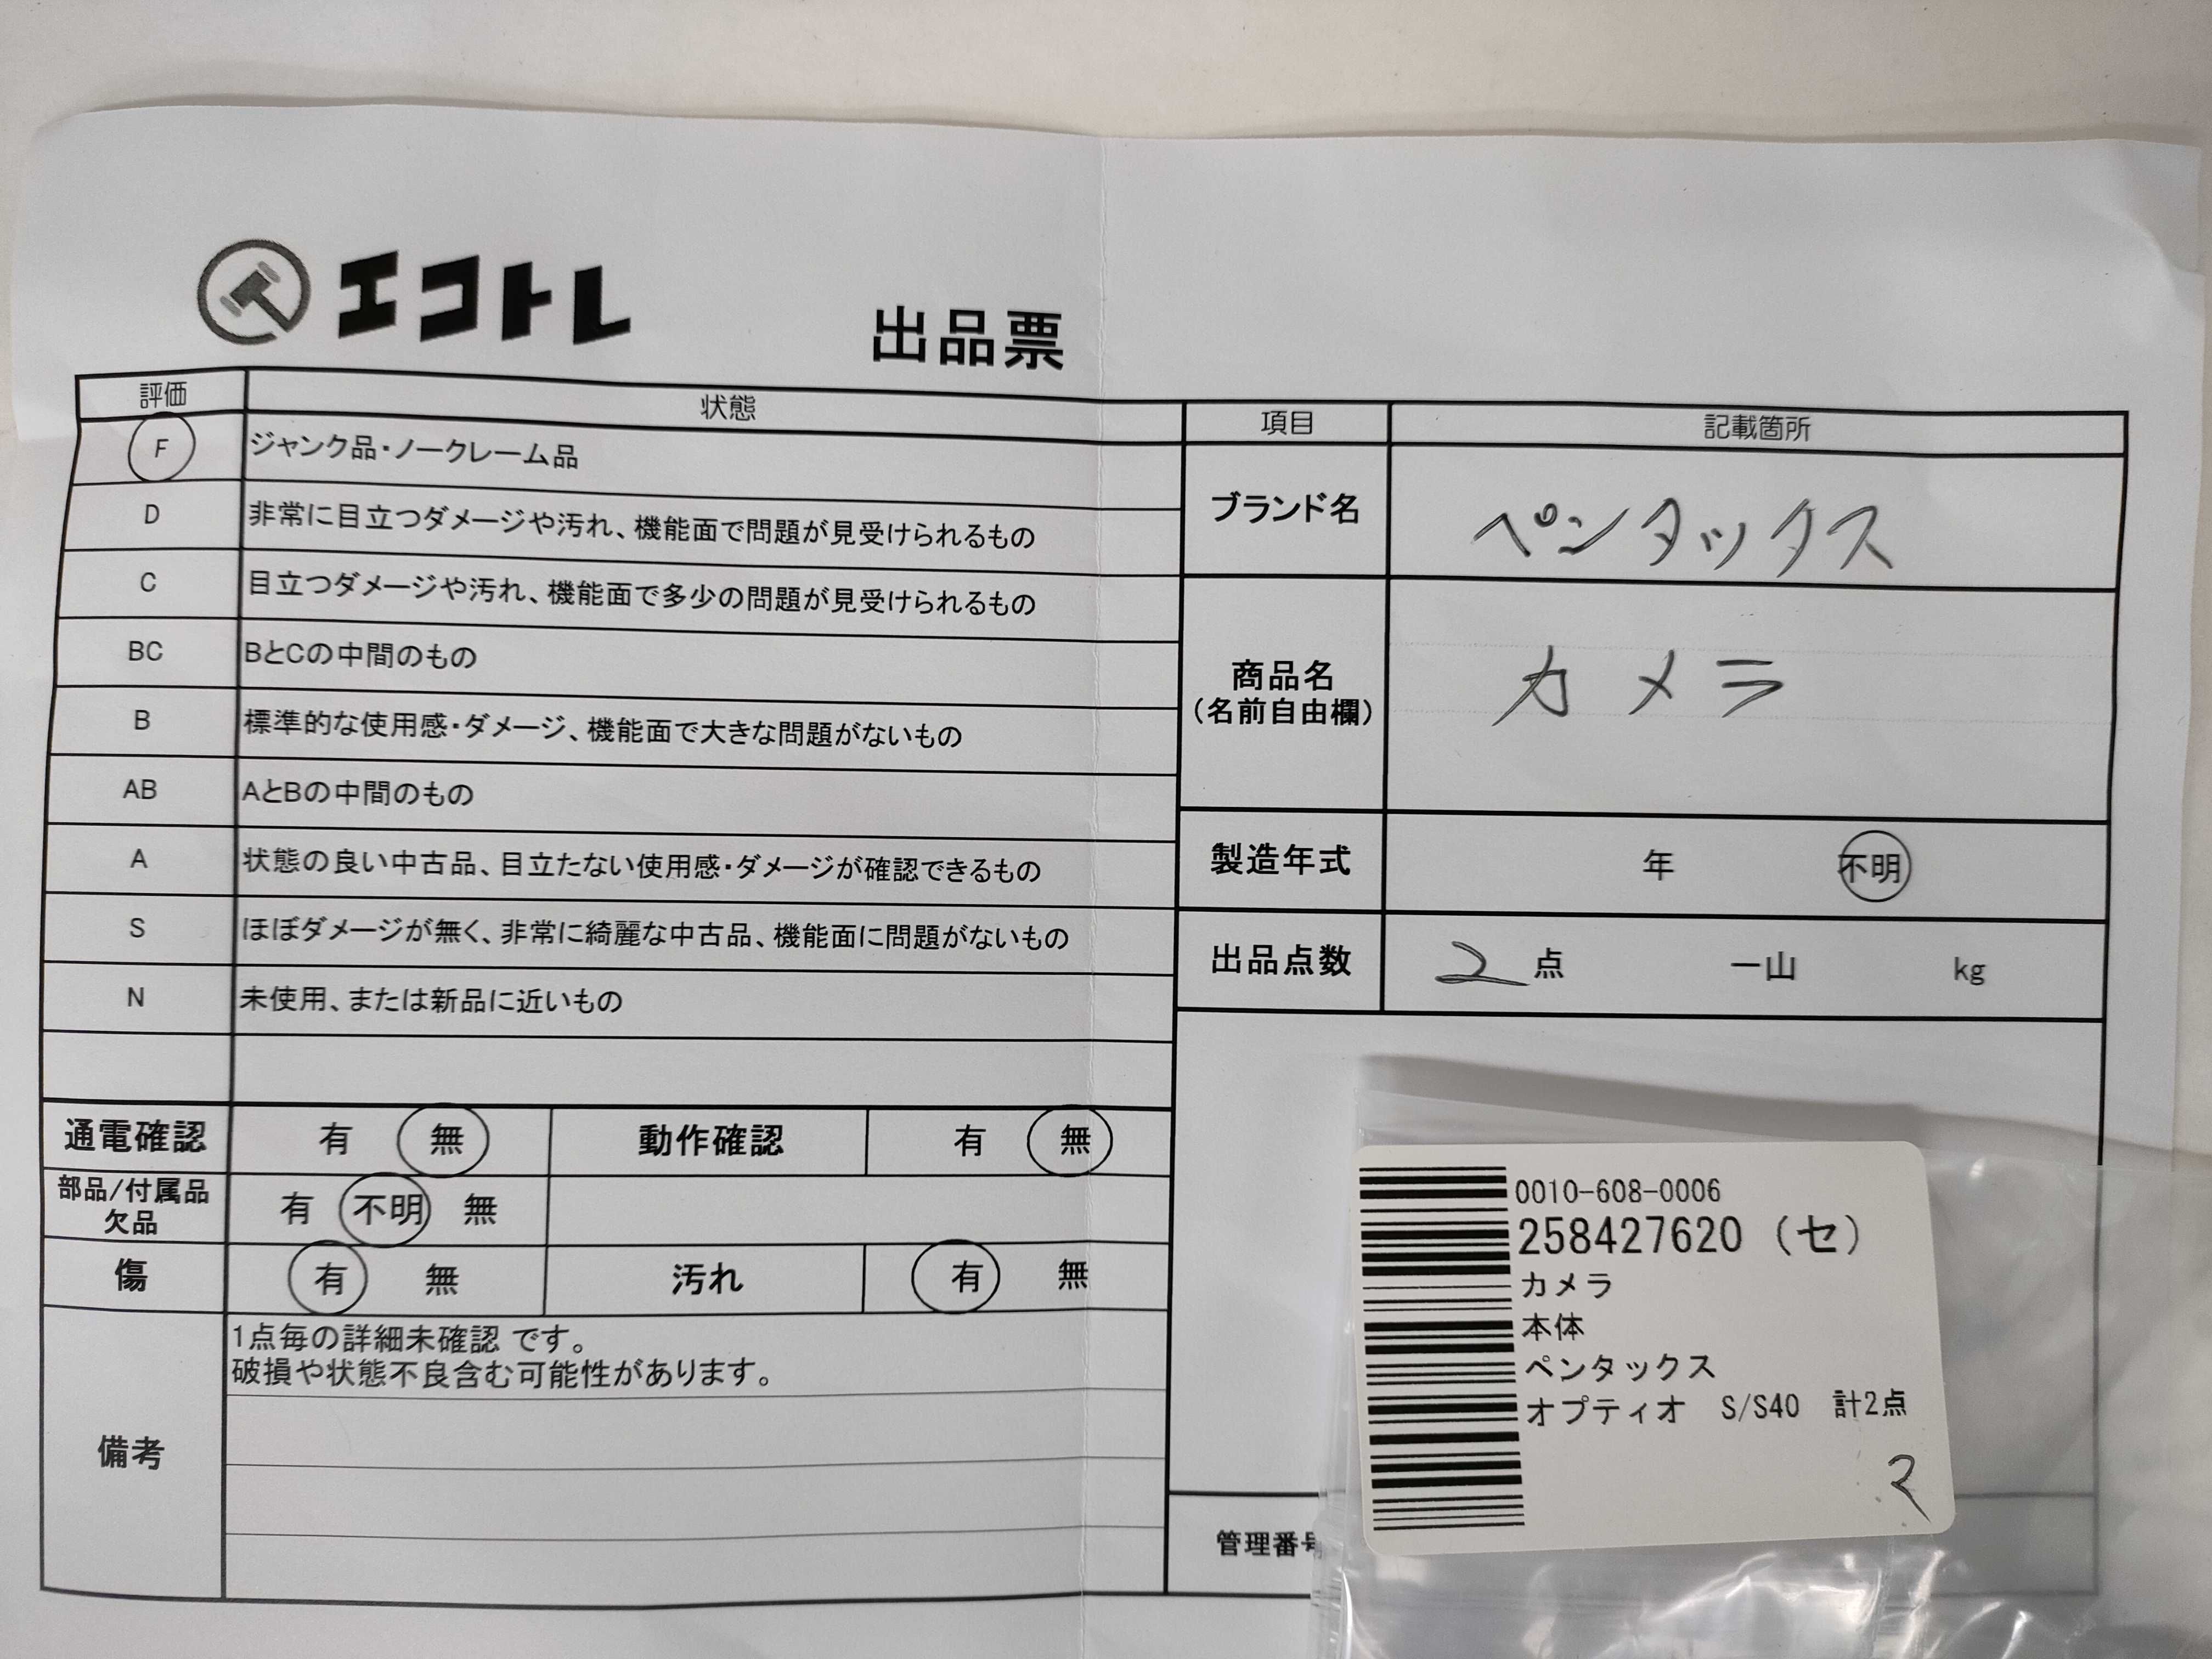 エコトレ
出品票
評価 状態
F ジャンク品・ノークレーム品
D 非常に目立つダメージや汚れ、機能面で問題が見受けられるもの
C 目立つダメージや汚れ、機能面で多少の問題が見受けられるもの
BC BとCの中間のもの
B 標準的な使用感・ダメージ、機能面で大きな問題がないもの
AB AとBの中間のもの
A 状態の良い中古品、目立たない使用感・ダメージが確認できるもの
S ほぼダメージが無く、非常に綺麗な中古品、機能面に問題がないもの
N 未使用、または新品に近いもの
通電確認 有 無 動作確認 有 無
部品/付属品
欠品
有 不明 無
傷 有 無 汚れ 有 無
備考
1点毎の詳細未確認 です。
破損や状態不良含む可能性があります。
項目 記載箇所
ブランド名 ペンタックス
商品名
(名前自由欄)
カメラ
製造年式 年 不明
出品点数 2 点 一山 kg
管理番号
0010-608-0006
258427620 (セ)
カメラ
本体
ペンタックス
オプティオ S/S40 計2点